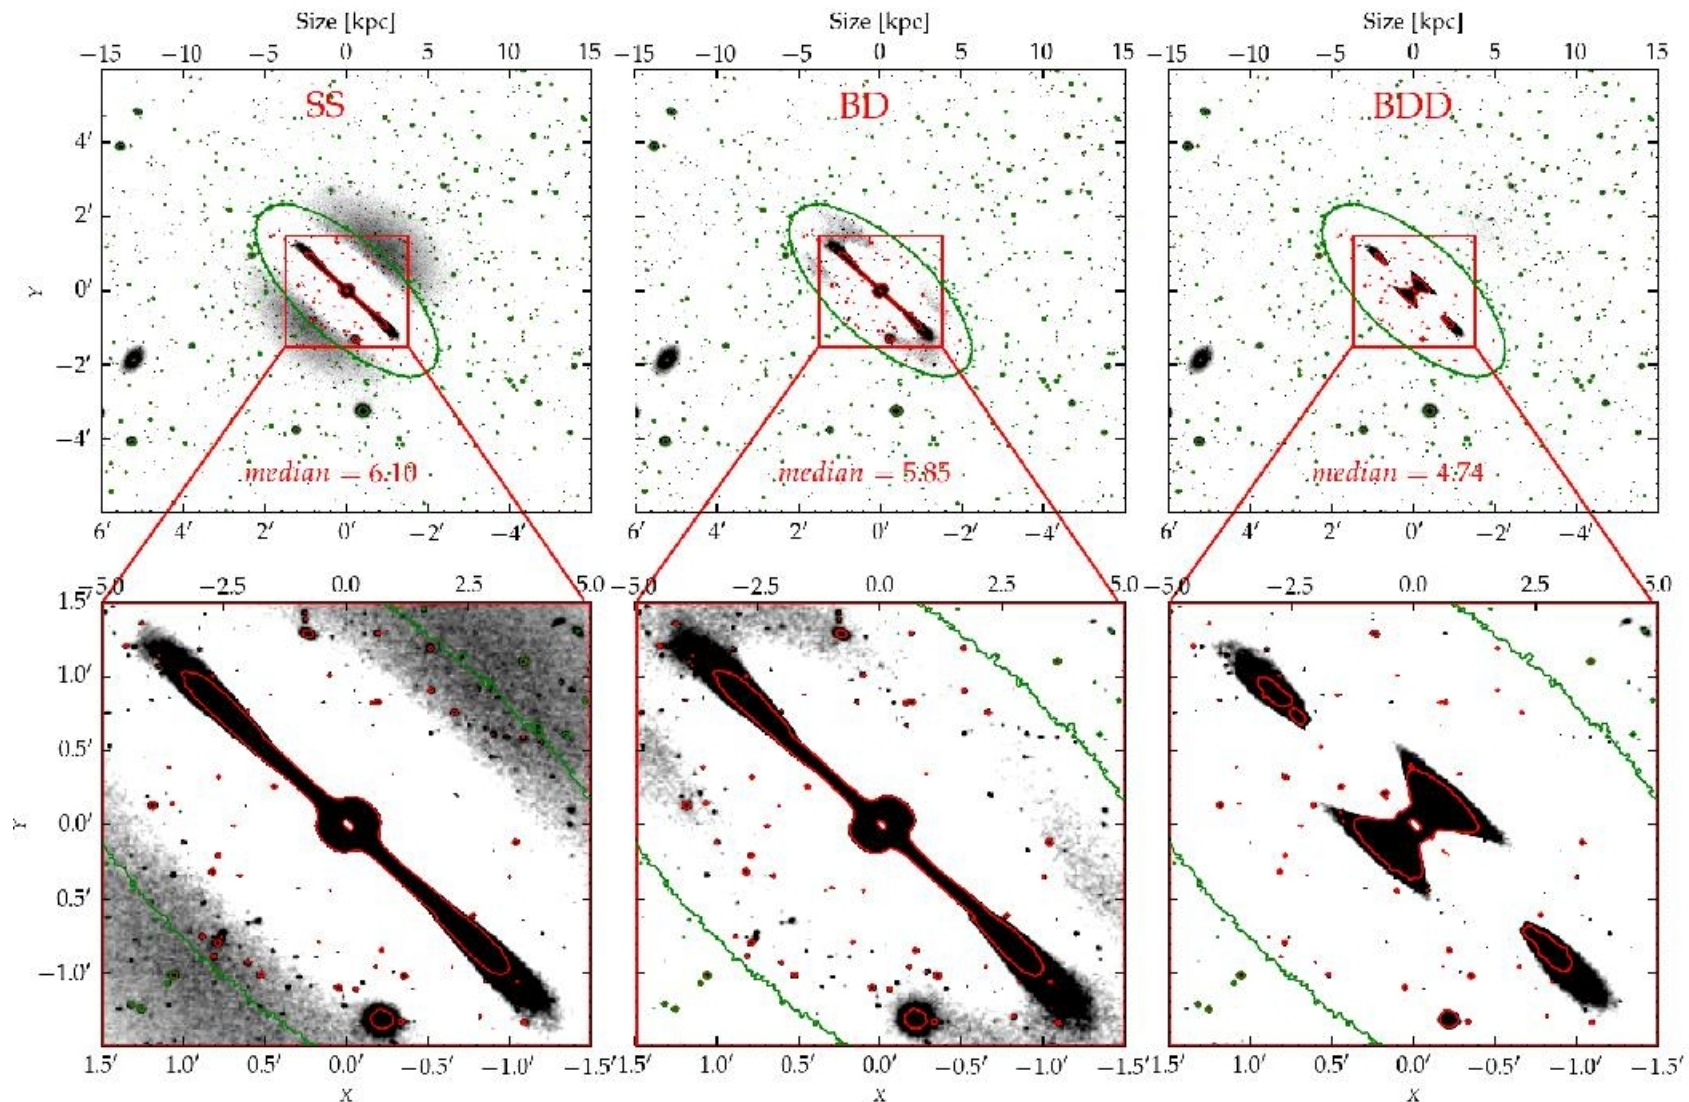 Size [kpc] Size [kpc] Size [kpc]
−15 −10 −5 0 5 10 15 −15 −10 −5 0 5 10 15 −15 −10 −5 0 5 10 15
SS BD BDD
4′
2′
Y 0′
−2′
−4′
median = 6.10 median = 5.85 median = 4.74
6′ 4′ 2′ 0′ −2′ −4′ 6′ 4′ 2′ 0′ −2′ −4′ 6′ 4′ 2′ 0′ −2′ −4′
−5.0 −2.5 0.0 2.5 5.0 −5.0 −2.5 0.0 2.5 5.0 −5.0 −2.5 0.0 2.5 5.0
1.5′
1.0′
0.5′
Y 0.0′
0.5′
−1.0′
1.5′ 1.0′ 0.5′ 0.0′ −0.5′ −1.0′ −1.5′ 1.0′ 0.5′ 0.0′ −0.5′ −1.0′ −1.5′ 1.5′ 1.0′ 0.5′ 0.0′ −0.5′ −1.0′ −1.5′
X X X